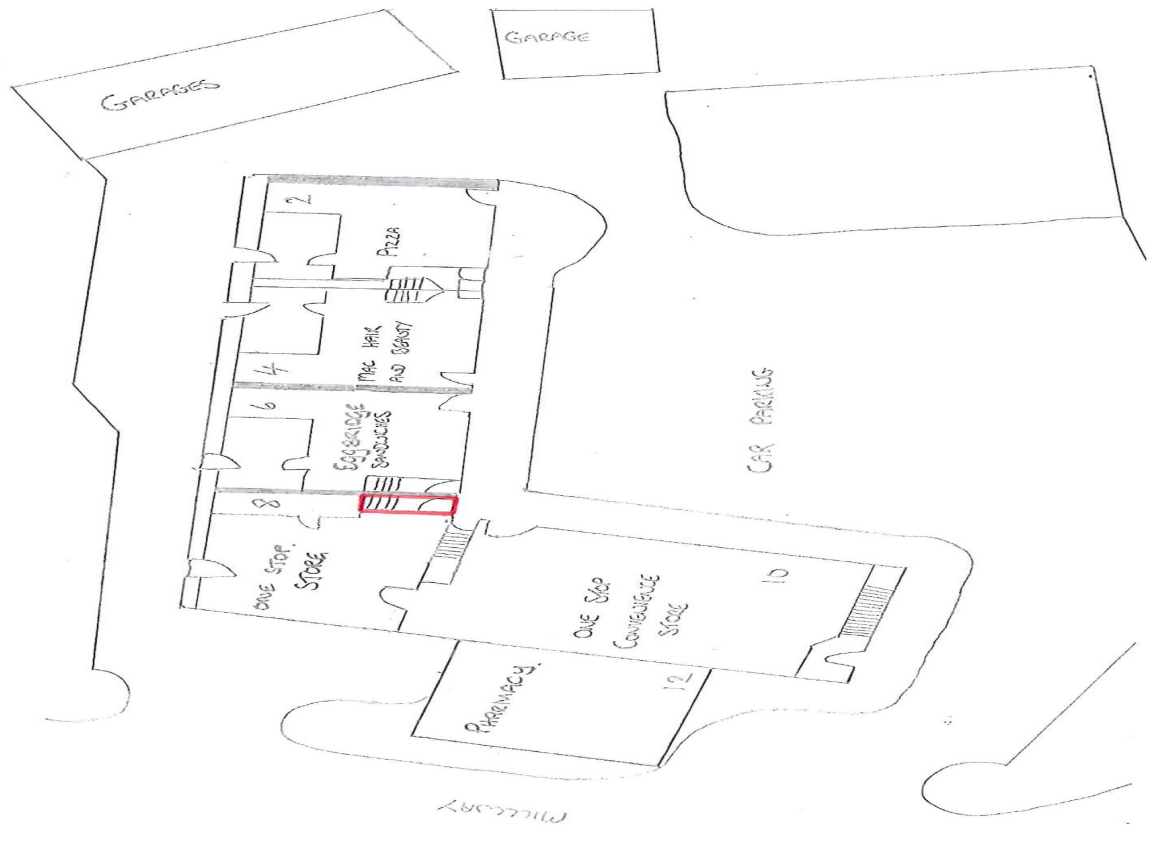 GARAGES
GARAGE
2
PIZZA
4
MAC HAIR
AND BEAUTY
6
EGGBRIDGE
SANDWICHES
8
ONE STOP.
STORE
CAR PARKING
10
ONE STOP
CONVENIENCE
STORE
12
PHARMACY.
MILLWAY